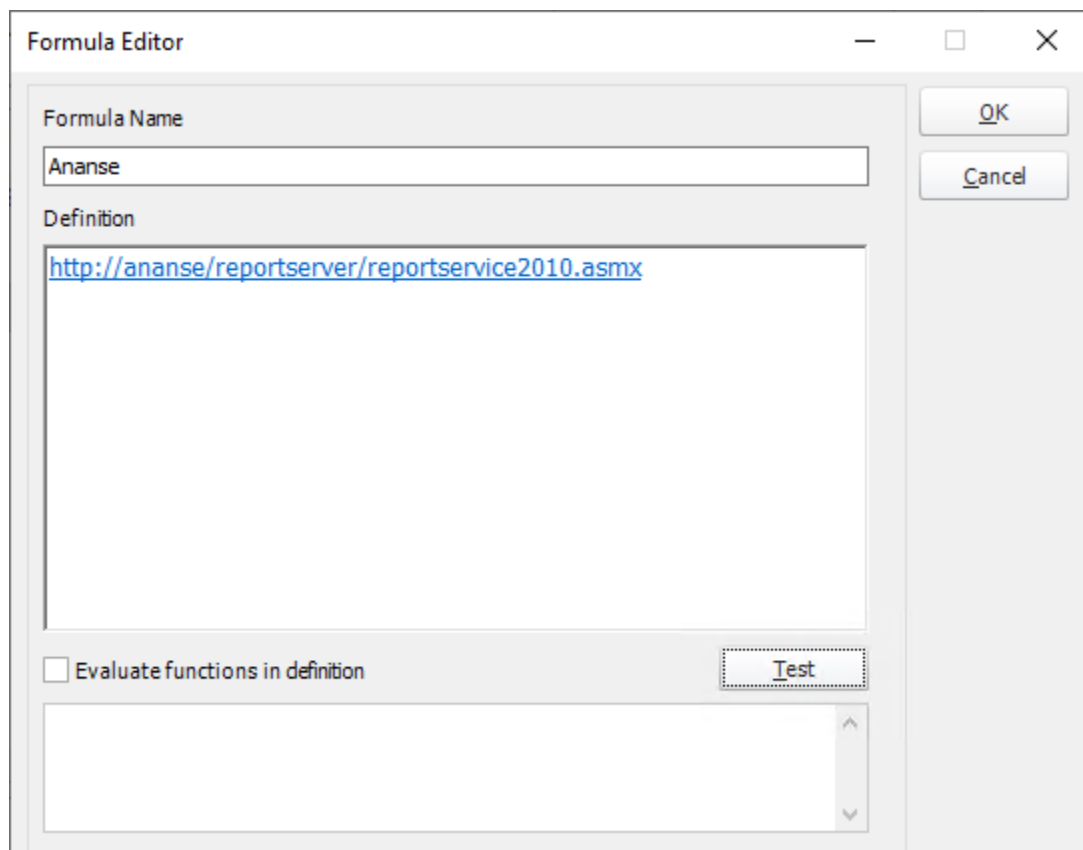 Formula Editor
Formula Name
OK
Ananse
Cancel
Definition
http://ananse/reportserver/reportservice2010.asmx
Evaluate functions in definition
Test